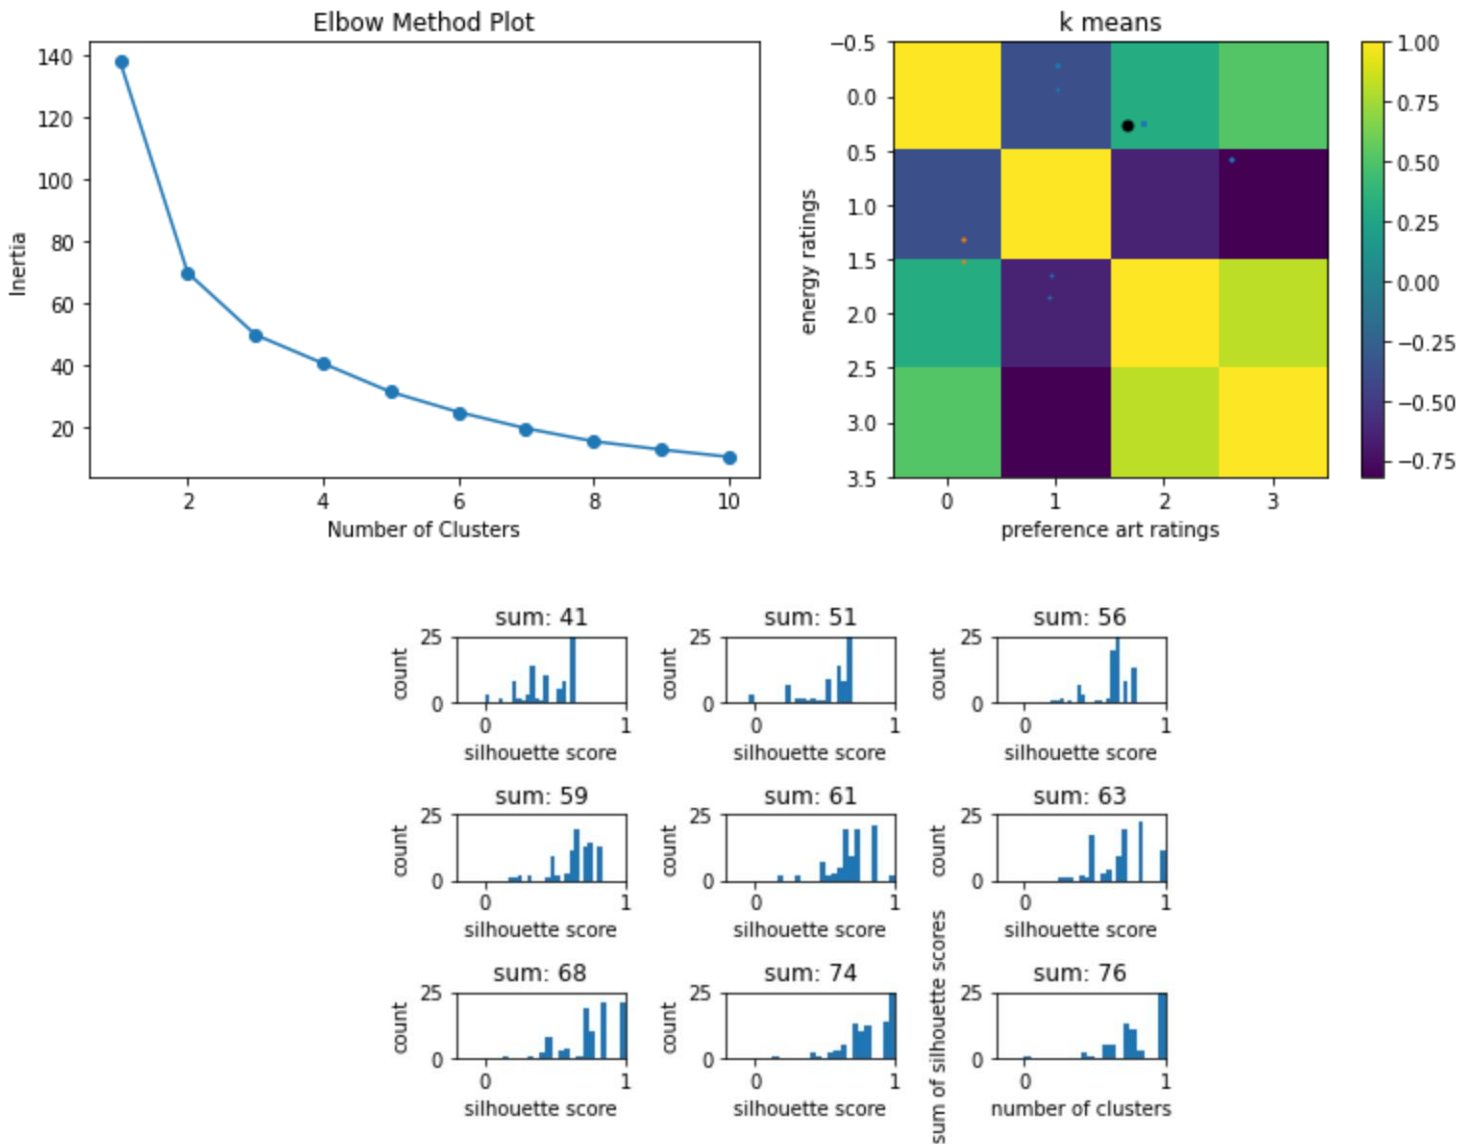 Elbow Method Plot
140
120
100
80
60
40
20
Inertia
2
4
6
8
10
Number of Clusters
k means
−0.5
0.0
0.5
1.0
1.5
2.0
2.5
3.0
3.5
energy ratings
0
1
2
3
preference art ratings
1.00
0.75
0.50
0.25
0.00
−0.25
−0.50
−0.75
sum: 41
25
0
count
0
1
silhouette score
sum: 51
25
0
count
0
1
silhouette score
sum: 56
25
0
count
0
1
silhouette score
sum: 59
25
0
count
0
1
silhouette score
sum: 61
25
0
count
0
1
silhouette score
sum: 63
25
0
count
0
1
silhouette score
sum: 68
25
0
count
0
1
silhouette score
sum: 74
25
0
count
0
1
silhouette score
sum: 76
25
0
sum of silhouette scores
0
1
number of clusters